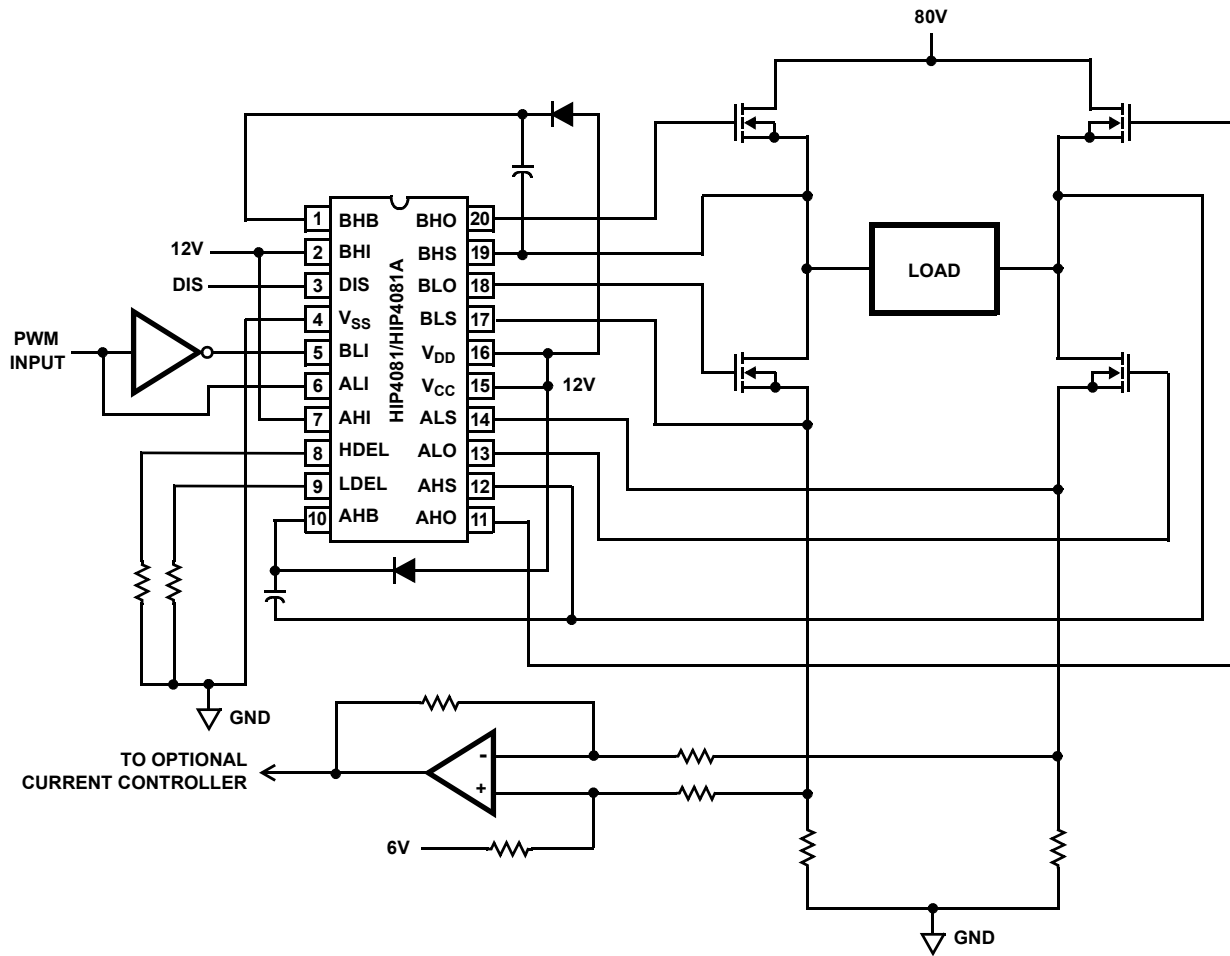 80V
HIP4081/HIP4081A
1 BHB BHO 20
12V 2 BHI BHS 19
DIS 3 DIS BLO 18
4 VSS BLS 17
PWM
INPUT
5 BLI VDD 16
6 ALI VCC 15 12V
7 AHI ALS 14
8 HDEL ALO 13
9 LDEL AHS 12
10 AHB AHO 11
LOAD
GND
TO OPTIONAL
CURRENT CONTROLLER
-
+
6V
GND